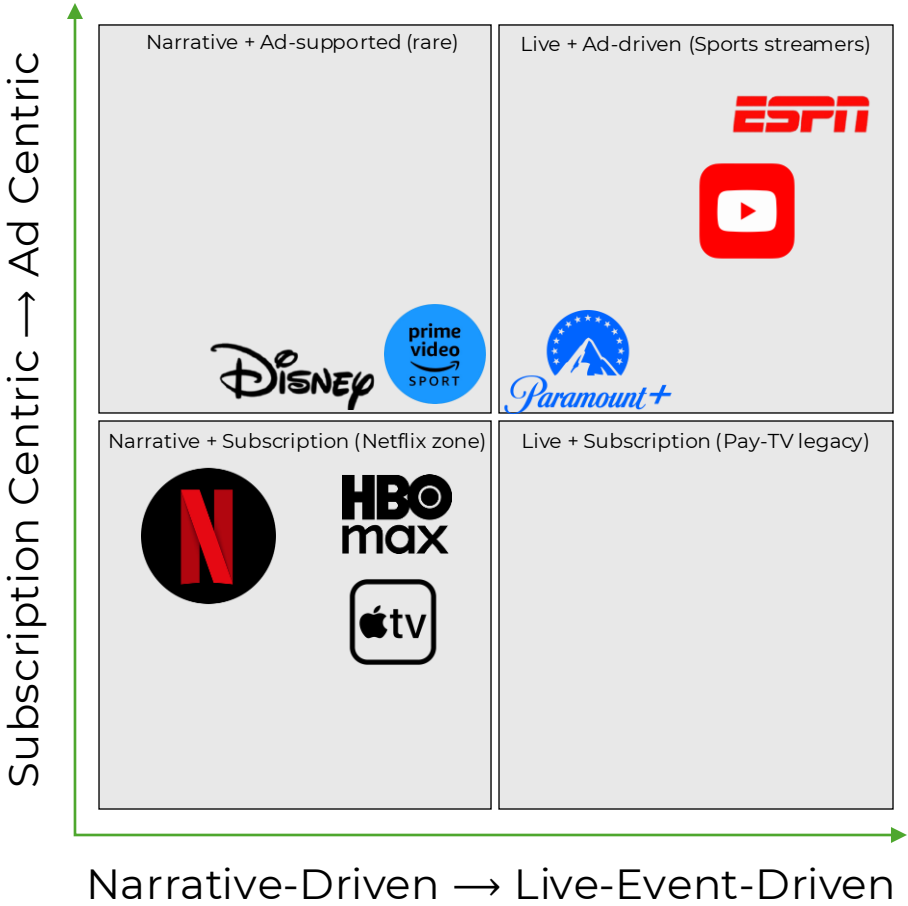 Subscription Centric → Ad Centric
Narrative + Ad-supported (rare)
Live + Ad-driven (Sports streamers)
ESPN
DISNEY
prime
video
SPORT
Paramount+
Narrative + Subscription (Netflix zone)
Live + Subscription (Pay-TV legacy)
N
HBO
max
tv
Narrative-Driven → Live-Event-Driven